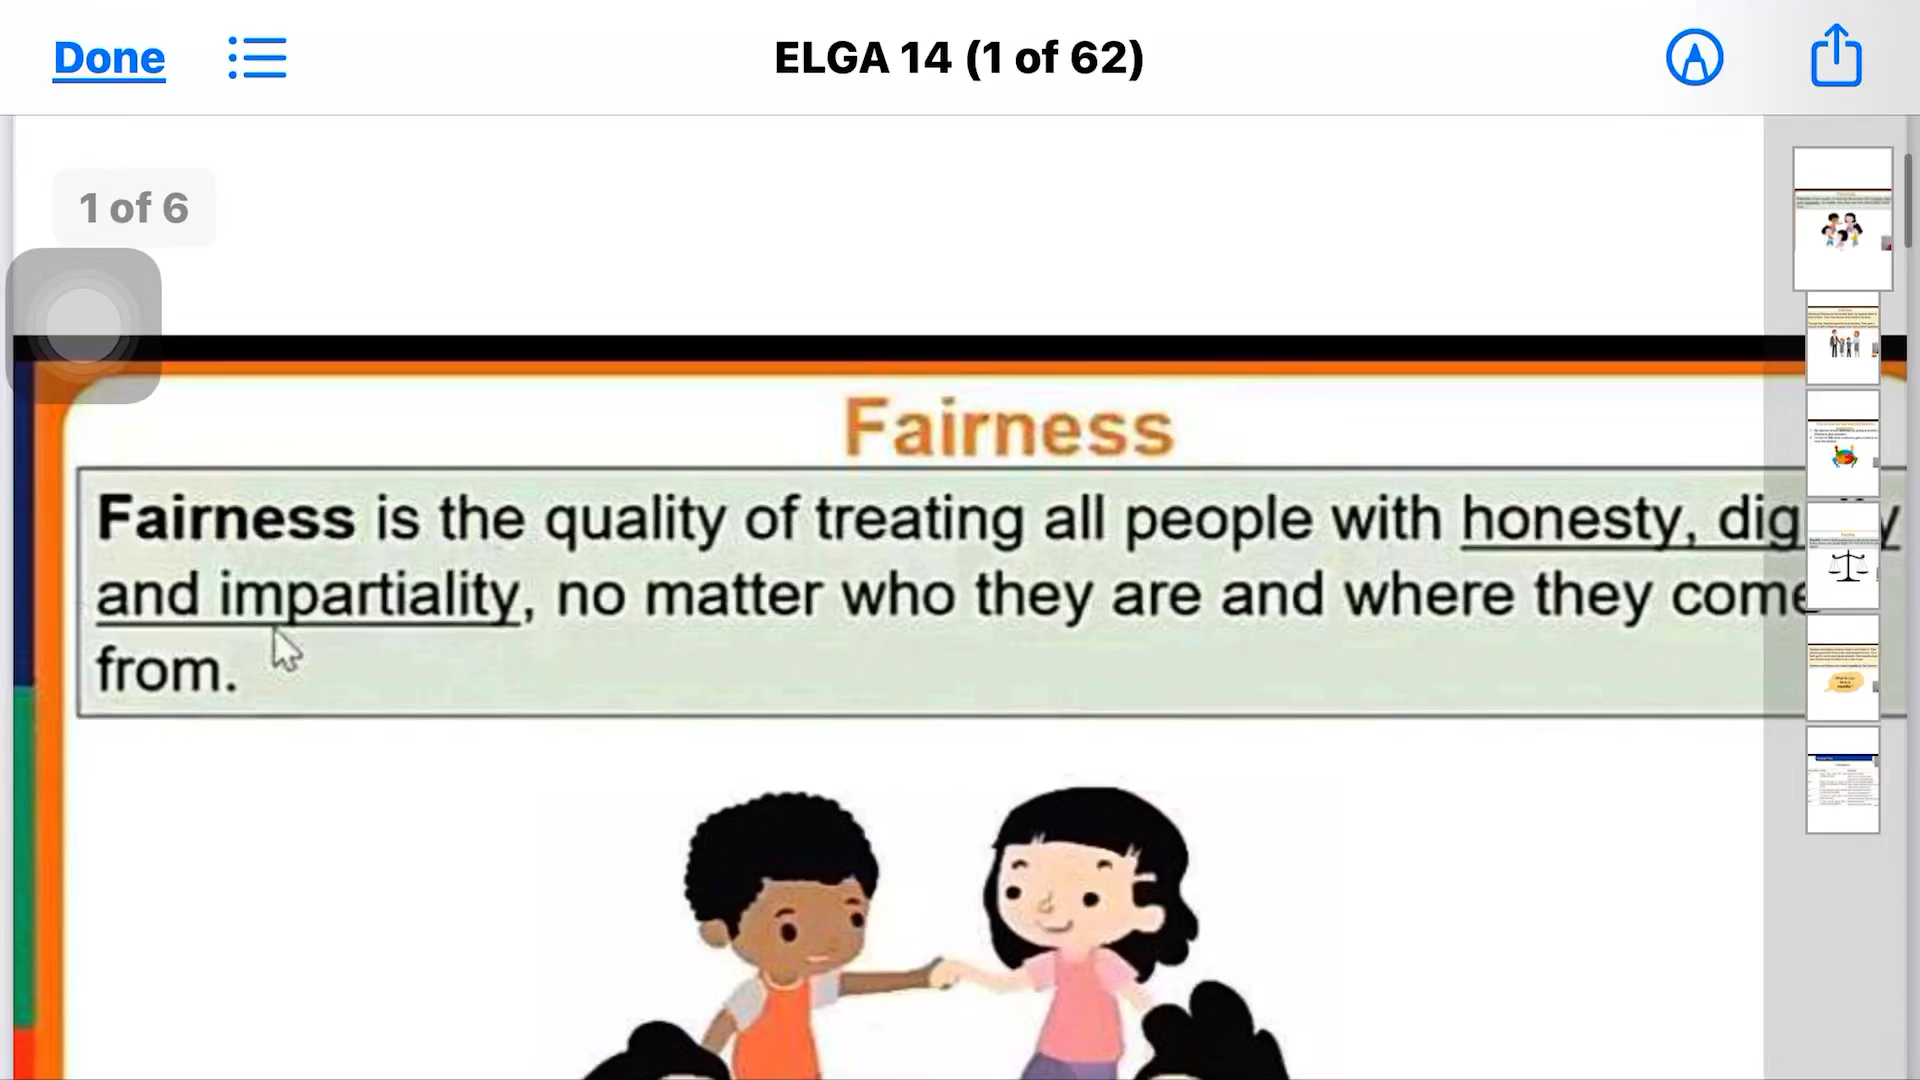 Done
ELGA 14 (1 of 62)
1 of 6
Fairness
Fairness is the quality of treating all people with honesty,
and impartiality, no matter who they are and where they come
from.